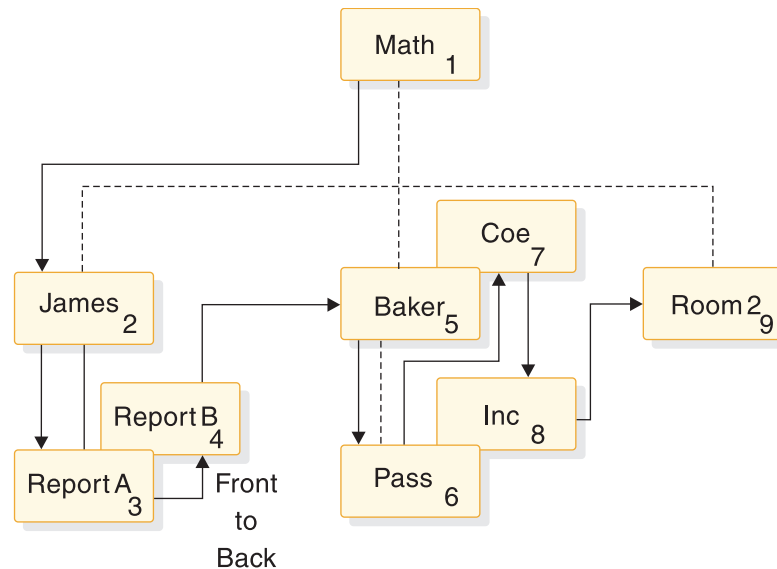 Math
1
Coe
7
James
2
Baker
5
Room 2
9
Report B
4
Inc
8
Report A
3
Pass
6
Front
to
Back